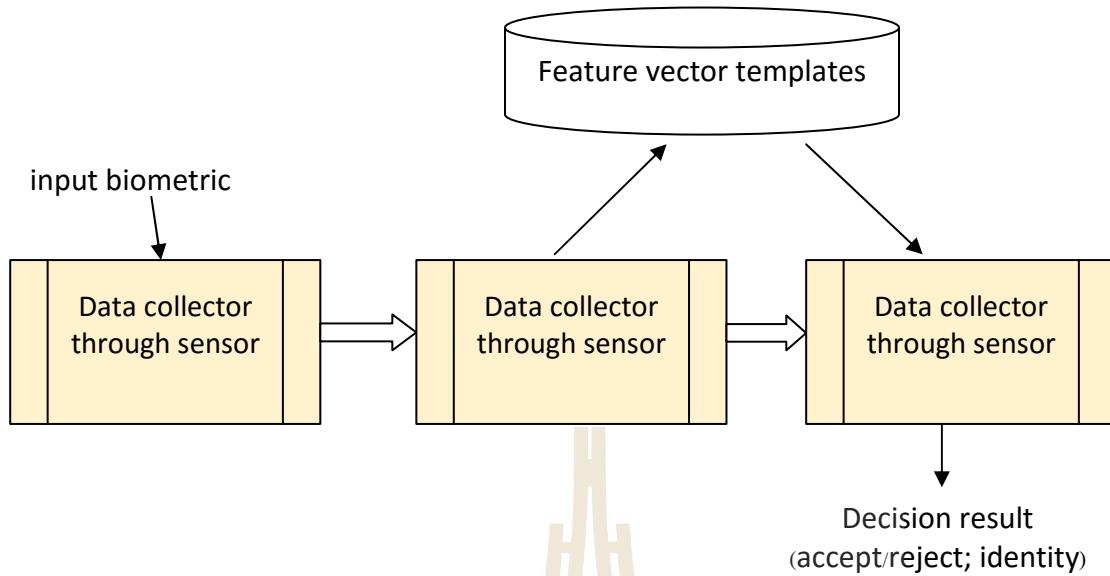 Feature vector templates
input biometric
Data collector
through sensor
Data collector
through sensor
Data collector
through sensor
Decision result
(accept/reject; identity)